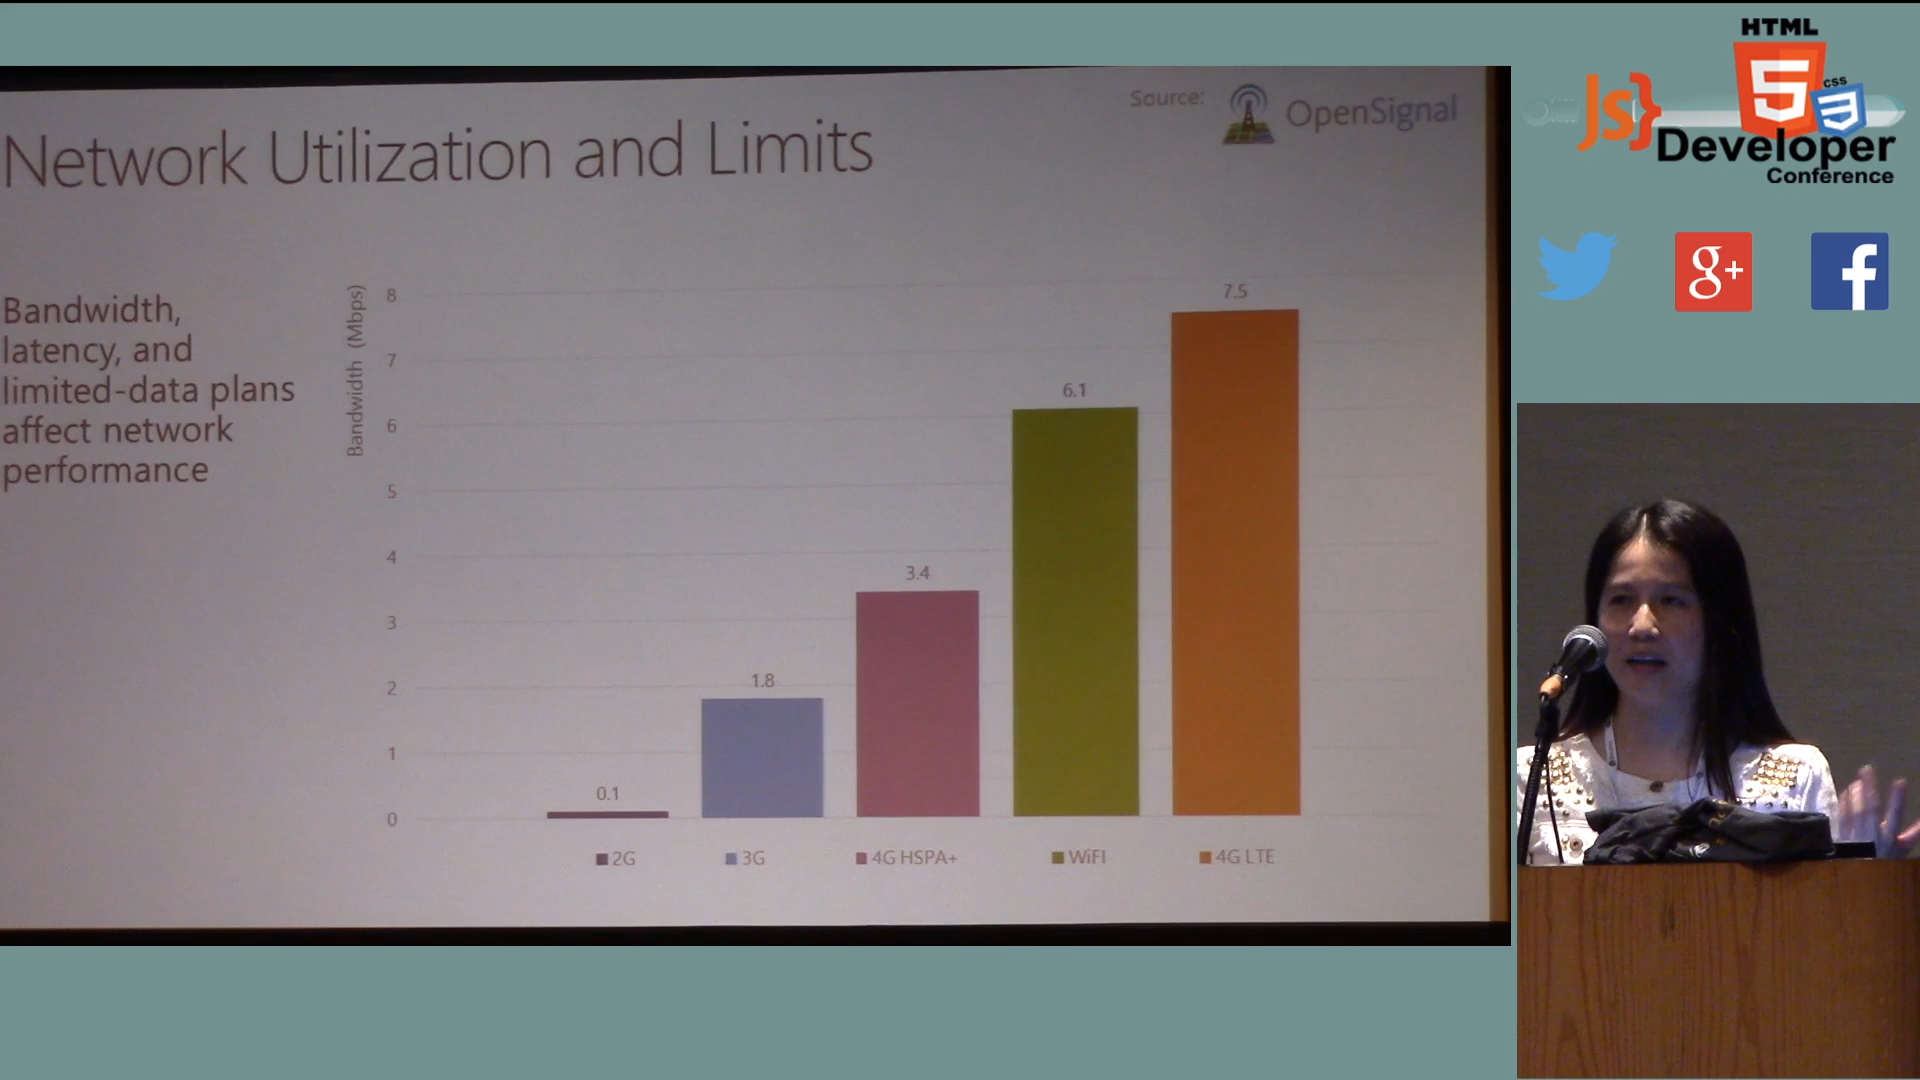 Network Utilization and Limits
Source:
OpenSignal
Bandwidth,
latency, and
limited-data plans
affect network
performance
Bandwidth (Mbps)
8
7
6
5
4
3
2
1
0
0.1
1.8
3.4
6.1
7.5
2G
3G
4G HSPA+
WiFI
4G LTE
HTML
5
CSS
3
JS}
Developer
Conference
g+
f